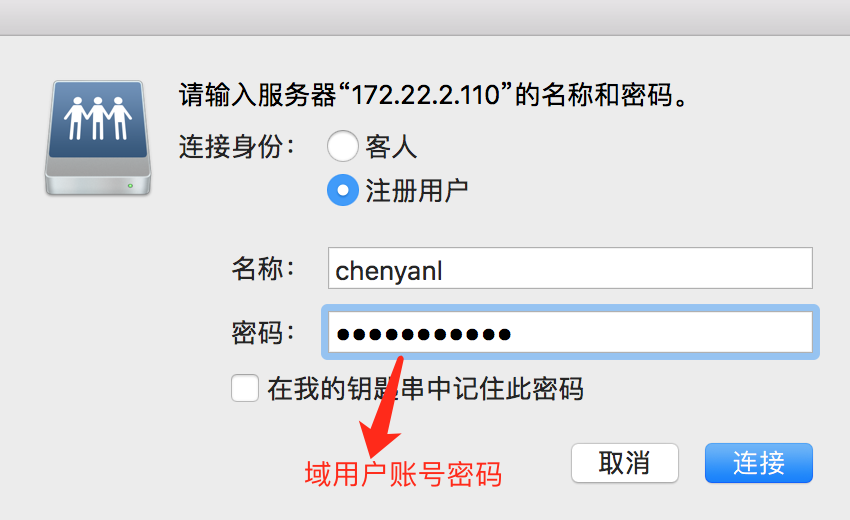 请输入服务器“172.22.2.110”的名称和密码。
连接身份：
客人
注册用户
名称：
chenyanl
密码：
●●●●●●●●●●●
在我的钥匙串中记住此密码
域用户账号密码
取消
连接